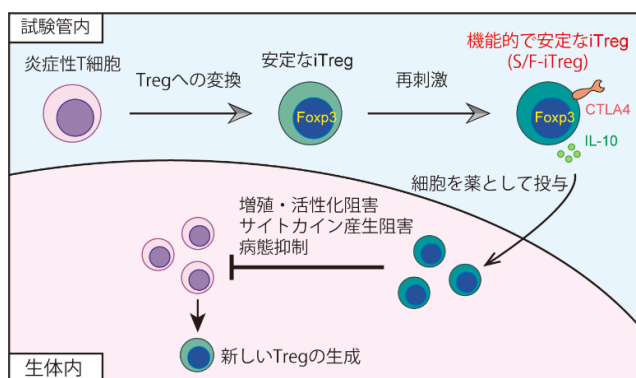 試験管内
炎症性T細胞
Tregへの変換
安定なiTreg
Foxp3
再刺激
機能的で安定なiTreg
(S/F-iTreg)
Foxp3
CTLA4
IL-10
細胞を薬として投与
増殖・活性化阻害
サイトカイン産生阻害
病態抑制
新しいTregの生成
生体内